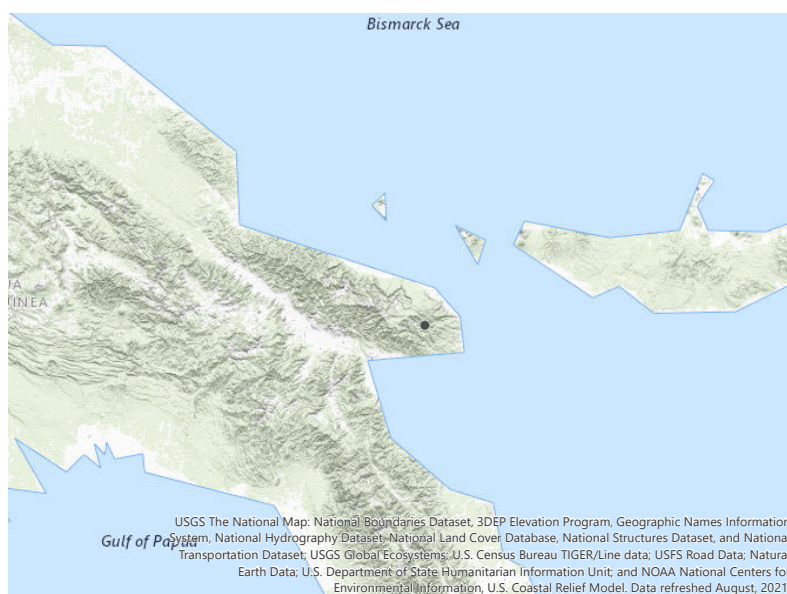 Bismarck Sea
UA
UINEA
USGS The National Map: National Boundaries Dataset, 3DEP Elevation Program, Geographic Names Information
System, National Hydrography Dataset, National Land Cover Database, National Structures Dataset, and National
Gulf of Papua
Transportation Dataset; USGS Global Ecosystems; U.S. Census Bureau TIGER/Line data; USFS Road Data; Natura
Earth Data; U.S. Department of State Humanitarian Information Unit; and NOAA National Centers fo
Environmental Information, U.S. Coastal Relief Model. Data refreshed August, 2021